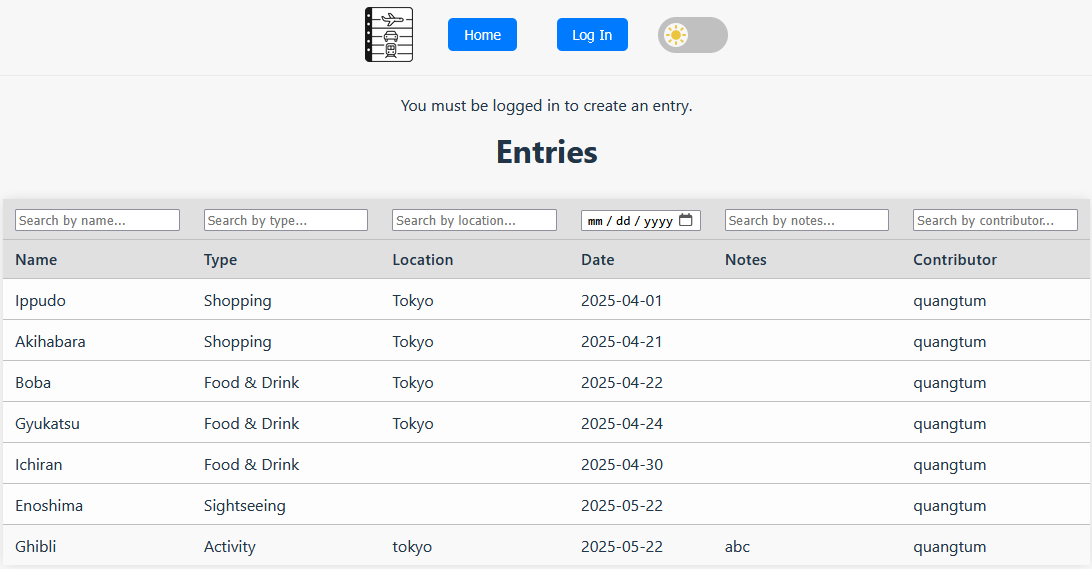 Home Log In
You must be logged in to create an entry.
Entries
Search by name... Search by type... Search by location... mm / dd / yyyy Search by notes... Search by contributor...
Name Type Location Date Notes Contributor
Ippudo Shopping Tokyo 2025-04-01 quangtum
Akihabara Shopping Tokyo 2025-04-21 quangtum
Boba Food & Drink Tokyo 2025-04-22 quangtum
Gyukatsu Food & Drink Tokyo 2025-04-24 quangtum
Ichiran Food & Drink 2025-04-30 quangtum
Enoshima Sightseeing 2025-05-22 quangtum
Ghibli Activity tokyo 2025-05-22 abc quangtum